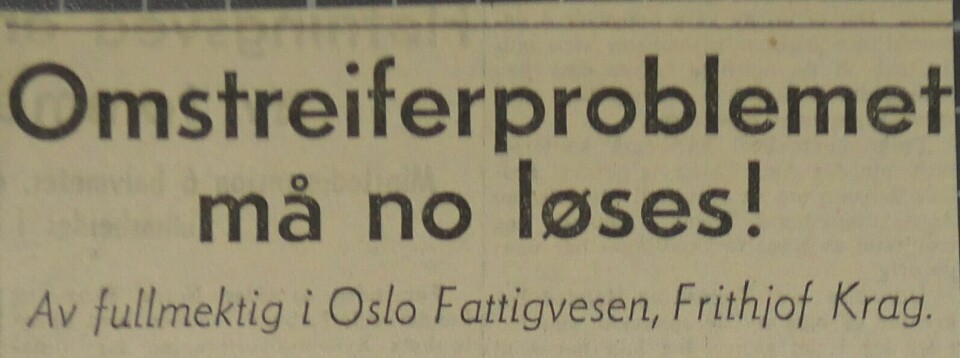 Omstreiferproblemet
må no løses!
Av fullmektig i Oslo Fattigvesen, Frithjof Krag.